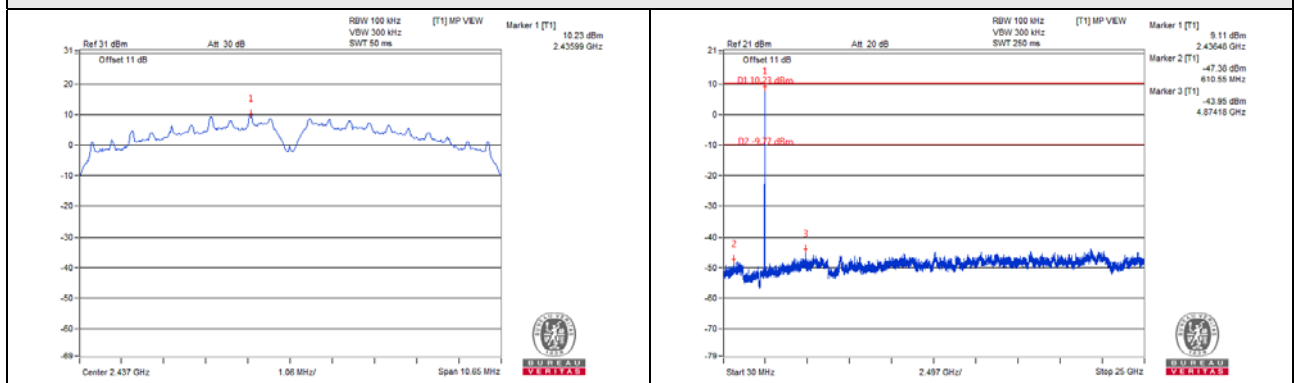 RBW 100 kHz [T1] MP VIEW
VBW 300 kHz
Ref 31 dBm Att 30 dB SWT 50 ms
Marker 1 [T1]
10.23 dBm
2.43599 GHz
Offset 11 dB
1
31
20
10
0
-10
-20
-30
-40
-50
-60
-69
Center 2.437 GHz 1.06 MHz/ Span 10.65 MHz
BUREAU VERITAS
1828
BUREAU
VERITAS
RBW 100 kHz [T1] MP VIEW
VBW 300 kHz
Ref 21 dBm Att 20 dB SWT 250 ms
Marker 1 [T1]
9.11 dBm
2.43648 GHz
Marker 2 [T1]
-47.38 dBm
610.55 MHz
Marker 3 [T1]
-43.95 dBm
4.87418 GHz
Offset 11 dB
1
D1 10.23 dBm
D2 -9.77 dBm
2
3
21
10
0
-10
-20
-30
-40
-50
-60
-70
-79
Start 30 MHz 2.497 GHz/ Stop 25 GHz
BUREAU VERITAS
1828
BUREAU
VERITAS